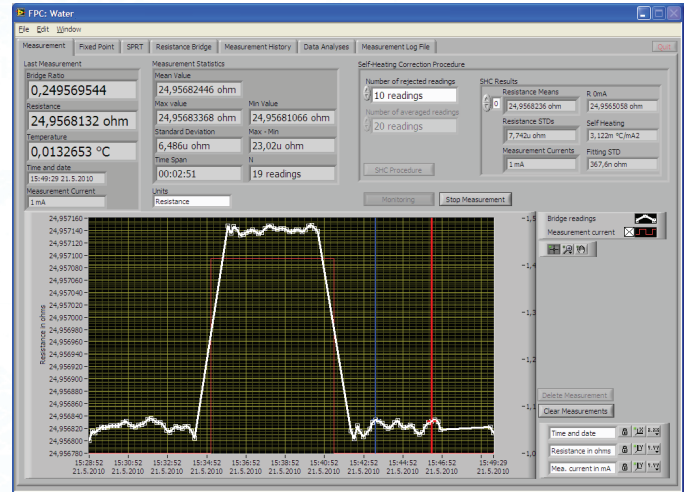 FPC: Water
File Edit Window
Measurement Fixed Point SPRT Resistance Bridge Measurement History Data Analyses Measurement Log File Quit
Last Measurement
Bridge Ratio
0,249569544
Resistance
24,9568132 ohm
Temperature
0,0132653 °C
Time and date
15:49:29 21.5.2010
Measurement Current
1 mA
Measurement Statistics
Mean Value
24,95682446 ohm
Max value Min Value
24,95683368 ohm 24,95681066 ohm
Standard Deviation Max - Min
6,486u ohm 23,02u ohm
Time Span N
00:02:51 19 readings
Units
Resistance
Self-Heating Correction Procedure
Number of rejected readings
10 readings
Number of averaged readings
20 readings
SHC Procedure
SHC Results
0
Resistance Means R 0mA
24,9568236 ohm 24,9565058 ohm
Resistance STDs Self Heating
7,742u ohm 3,122m °C/mA2
Measurement Currents Fitting STD
1 mA 367,6n ohm
Monitoring Stop Measurement
Resistance in ohms
24,957160
24,957140
24,957120
24,957100
24,957080
24,957060
24,957040
24,957020
24,957000
24,956980
24,956960
24,956940
24,956920
24,956900
24,956880
24,956860
24,956840
24,956820
24,956800
24,956780
-1,5
-1,4
-1,2
-1,1
-1,0
15:28:52 15:30:52 15:32:52 15:34:52 15:36:52 15:38:52 15:40:52 15:42:52 15:44:52 15:46:52 15:49:29
21.5.2010 21.5.2010 21.5.2010 21.5.2010 21.5.2010 21.5.2010 21.5.2010 21.5.2010 21.5.2010 21.5.2010 21.5.2010
Bridge readings
Measurement current
Delete Measurement
Clear Measurements
Time and date
Resistance in ohms
Mea. current in mA